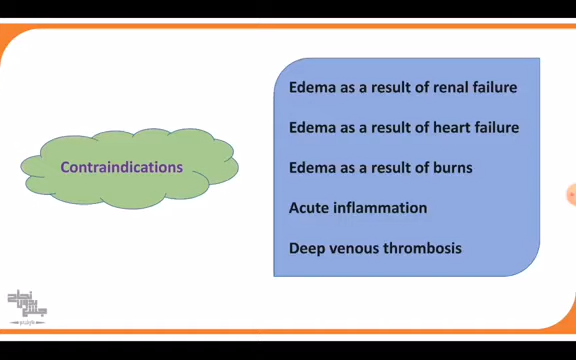 Contraindications
Edema as a result of renal failure
Edema as a result of heart failure
Edema as a result of burns
Acute inflammation
Deep venous thrombosis